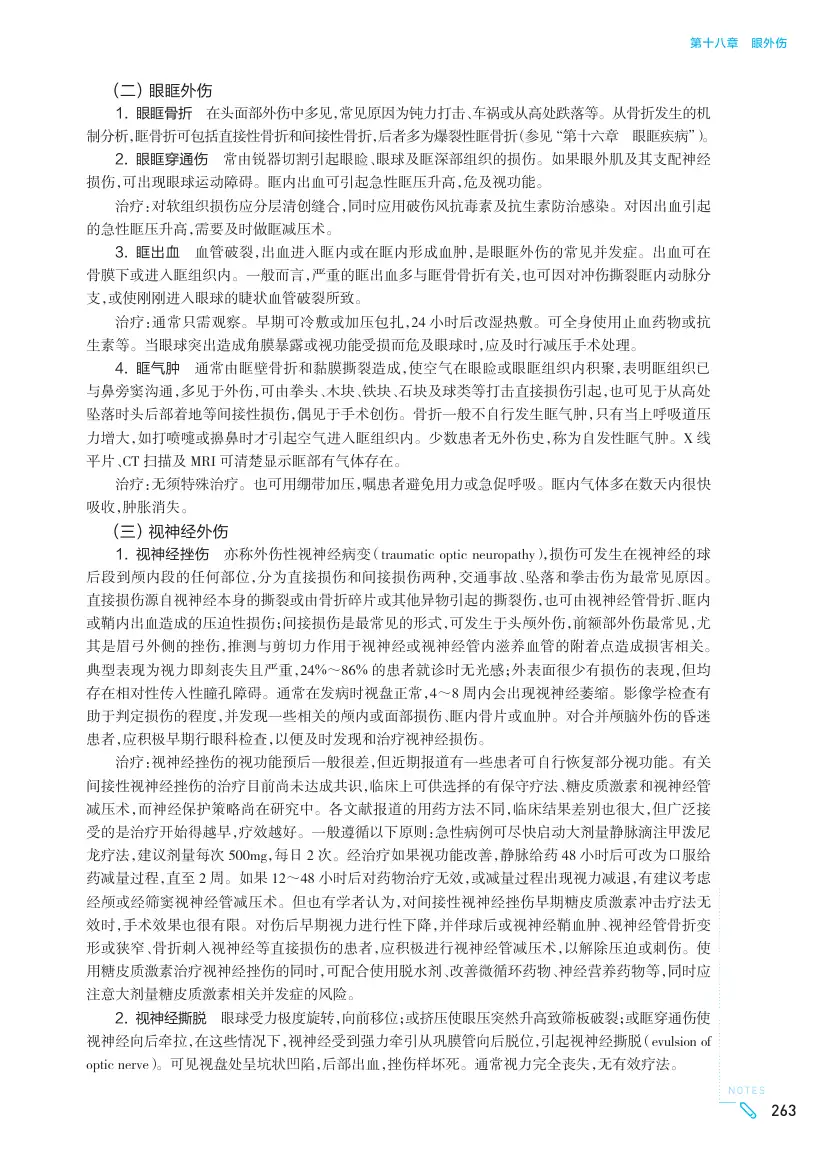 第十八章 眼外伤
（二）眼眶外伤
1. 眼眶骨折 在头面部外伤中多见，常见原因为钝力打击、车祸或从高处跌落等。从骨折发生的机
制分析，眶骨折可包括直接性骨折和间接性骨折，后者多为爆裂性眶骨折（参见“第十六章 眼眶疾病”）。
2. 眼眶穿通伤 常由锐器切割引起眼睑、眼球及眶深部组织的损伤。如果眼外肌及其支配神经
损伤，可出现眼球运动障碍。眶内出血可引起急性眶压升高，危及视功能。
治疗：对软组织损伤应分层清创缝合，同时应用破伤风抗毒素及抗生素防治感染。对因出血引起
的急性眶压升高，需要及时做眶减压术。
3. 眶出血 血管破裂，出血进入眶内或在眶内形成血肿，是眼眶外伤的常见并发症。出血可在
骨膜下或进入眶组织内。一般而言，严重的眶出血多与眶骨骨折有关，也可因对冲伤撕裂眶内动脉分
支，或使刚刚进入眼球的睫状血管破裂所致。
治疗：通常只需观察。早期可冷敷或加压包扎，24 小时后改湿热敷。可全身使用止血药物或抗
生素等。当眼球突出造成角膜暴露或视功能受损而危及眼球时，应及时行减压手术处理。
4. 眶气肿 通常由眶壁骨折和黏膜撕裂造成，使空气在眼睑或眼眶组织内积聚，表明眶组织已
与鼻旁窦沟通，多见于外伤，可由拳头、木块、铁块、石块及球类等打击直接损伤引起，也可见于从高处
坠落时头后部着地等间接性损伤，偶见于手术创伤。骨折一般不自行发生眶气肿，只有当上呼吸道压
力增大，如打喷嚏或擤鼻时才引起空气进入眶组织内。少数患者无外伤史，称为自发性眶气肿。X 线
平片、CT 扫描及 MRI 可清楚显示眶部有气体存在。
治疗：无须特殊治疗。也可用绷带加压，嘱患者避免用力或急促呼吸。眶内气体多在数天内很快
吸收，肿胀消失。
（三）视神经外伤
1. 视神经挫伤 亦称外伤性视神经病变（traumatic optic neuropathy），损伤可发生在视神经的球
后段到颅内段的任何部位，分为直接损伤和间接损伤两种，交通事故、坠落和拳击伤为最常见原因。
直接损伤源自视神经本身的撕裂或由骨折碎片或其他异物引起的撕裂伤，也可由视神经管骨折、眶内
或鞘内出血造成的压迫性损伤；间接损伤是最常见的形式，可发生于头颅外伤，前额部外伤最常见，尤
其是眉弓外侧的挫伤，推测与剪切力作用于视神经或视神经管内滋养血管的附着点造成损害相关。
典型表现为视力即刻丧失且严重，24%～86% 的患者就诊时无光感；外表面很少有损伤的表现，但均
存在相对性传入性瞳孔障碍。通常在发病时视盘正常，4～8 周内会出现视神经萎缩。影像学检查有
助于判定损伤的程度，并发现一些相关的颅内或面部损伤、眶内骨片或血肿。对合并颅脑外伤的昏迷
患者，应积极早期行眼科检查，以便及时发现和治疗视神经损伤。
治疗：视神经挫伤的视功能预后一般很差，但近期报道有一些患者可自行恢复部分视功能。有关
间接性视神经挫伤的治疗目前尚未达成共识，临床上可供选择的有保守疗法、糖皮质激素和视神经管
减压术，而神经保护策略尚在研究中。各文献报道的用药方法不同，临床结果差别也很大，但广泛接
受的是治疗开始得越早，疗效越好。一般遵循以下原则：急性病例可尽快启动大剂量静脉滴注甲泼尼
龙疗法，建议剂量每次 500mg，每日 2 次。经治疗如果视功能改善，静脉给药 48 小时后可改为口服给
药减量过程，直至 2 周。如果 12～48 小时后对药物治疗无效，或减量过程出现视力减退，有建议考虑
经颅或经筛窦视神经管减压术。但也有学者认为，对间接性视神经挫伤早期糖皮质激素冲击疗法无
效时，手术效果也很有限。对伤后早期视力进行性下降，并伴球后或视神经鞘血肿、视神经管骨折变
形或狭窄、骨折刺入视神经等直接损伤的患者，应积极进行视神经管减压术，以解除压迫或刺伤。使
用糖皮质激素治疗视神经挫伤的同时，可配合使用脱水剂、改善微循环药物、神经营养药物等，同时应
注意大剂量糖皮质激素相关并发症的风险。
2. 视神经撕脱 眼球受力极度旋转，向前移位；或挤压使眼压突然升高致筛板破裂；或眶穿通伤使
视神经向后牵拉，在这些情况下，视神经受到强力牵引从巩膜管向后脱位，引起视神经撕脱（evulsion of
optic nerve）。可见视盘处呈坑状凹陷，后部出血，挫伤样坏死。通常视力完全丧失，无有效疗法。
NOTES
263